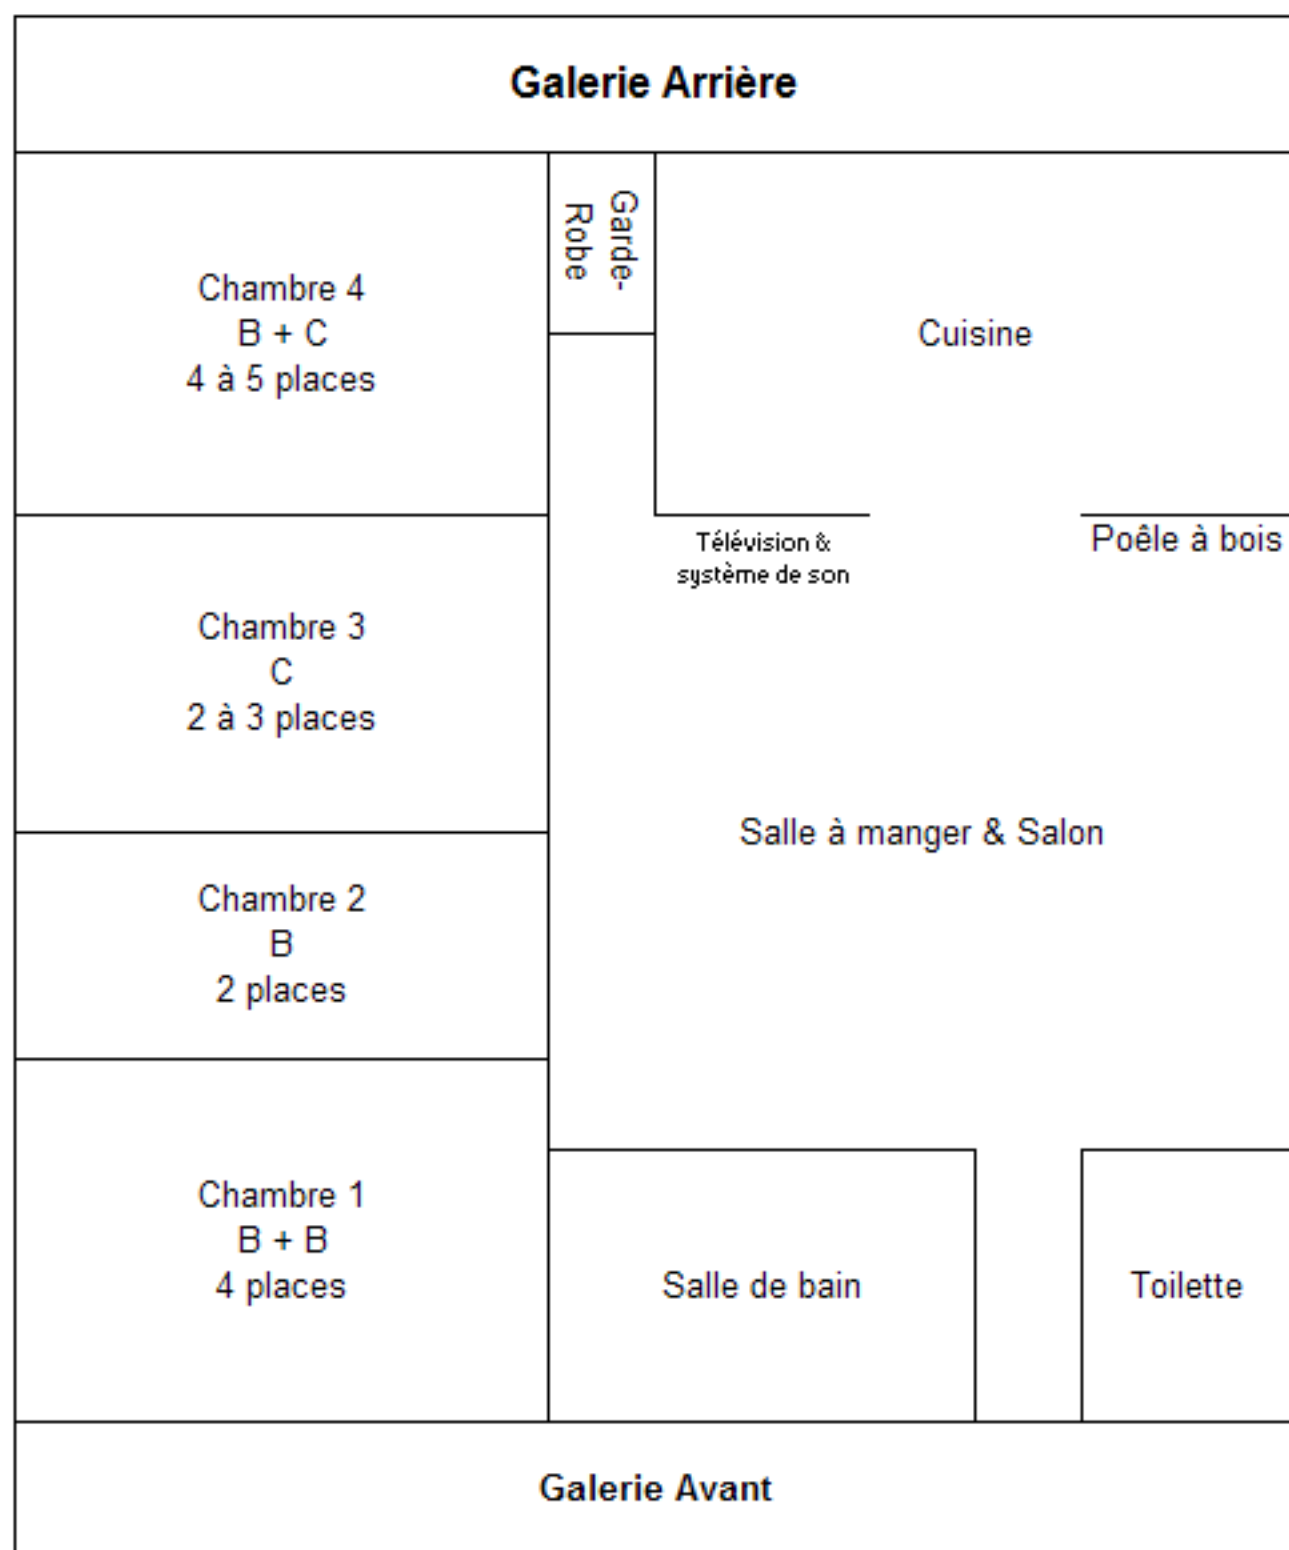 Galerie Arrière
Garde-
Robe
Chambre 4
B + C
4 à 5 places
Cuisine
Télévision &
système de son
Poêle à bois
Chambre 3
C
2 à 3 places
Salle à manger & Salon
Chambre 2
B
2 places
Chambre 1
B + B
4 places
Salle de bain
Toilette
Galerie Avant